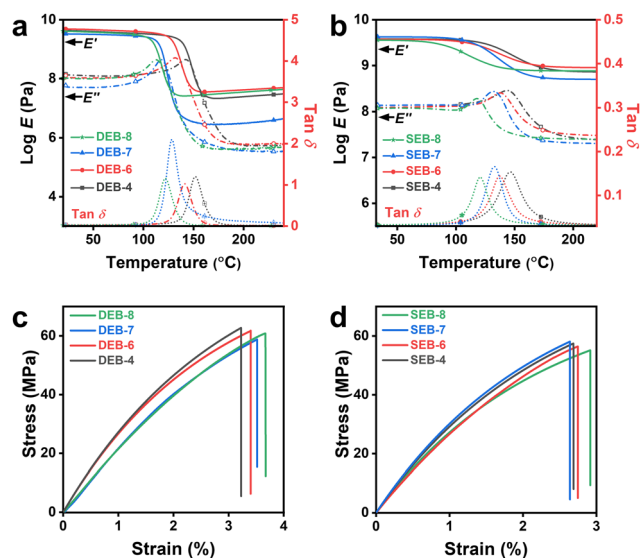 a
Log E (Pa)
10
8
6
4
E'
E''
DEB-8
DEB-7
DEB-6
DEB-4
Tan δ
50 100 150 200
Temperature (°C)
5
4
3
2
1
0
Tan δ
b
Log E (Pa)
10
9
8
7
6
E'
E''
SEB-8
SEB-7
SEB-6
SEB-4
Tan δ
50 100 150 200
Temperature (°C)
0.5
0.4
0.3
0.2
0.1
0.0
Tan δ
c
Stress (MPa)
60
40
20
0
DEB-8
DEB-7
DEB-6
DEB-4
0 1 2 3 4
Strain (%)
d
Stress (MPa)
60
40
20
0
SEB-8
SEB-7
SEB-6
SEB-4
0 1 2 3
Strain (%)